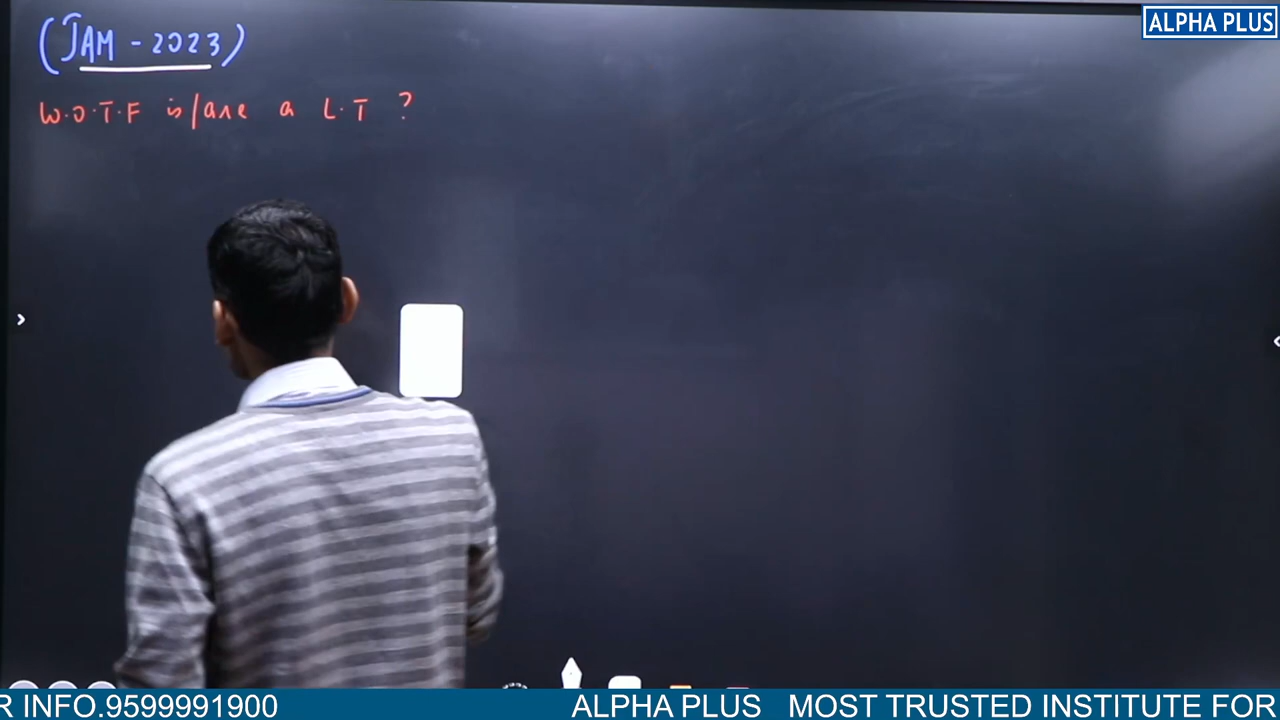 ALPHA PLUS
(JAM - 2023)
W.O.T.F is/are a L.T ?
R INFO.9599991900 ALPHA PLUS MOST TRUSTED INSTITUTE FOR